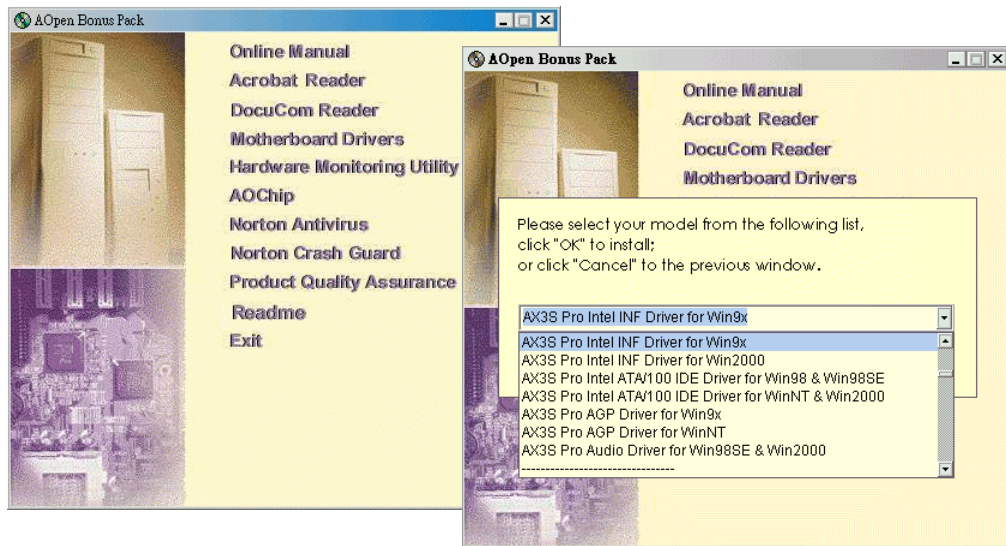 AOpen Bonus Pack
Online Manual
Acrobat Reader
DocuCom Reader
Motherboard Drivers
Hardware Monitoring Utility
AOChip
Norton Antivirus
Norton Crash Guard
Product Quality Assurance
Readme
Exit
AOpen Bonus Pack
Online Manual
Acrobat Reader
DocuCom Reader
Motherboard Drivers
Please select your model from the following list,
click "OK" to install;
or click "Cancel" to the previous window.
AX3S Pro Intel INF Driver for Win9x
AX3S Pro Intel INF Driver for Win9x
AX3S Pro Intel INF Driver for Win2000
AX3S Pro Intel ATA/100 IDE Driver for Win98 & Win98SE
AX3S Pro Intel ATA/100 IDE Driver for WinNT & Win2000
AX3S Pro AGP Driver for Win9x
AX3S Pro AGP Driver for WinNT
AX3S Pro Audio Driver for Win98SE & Win2000
--------------------------------